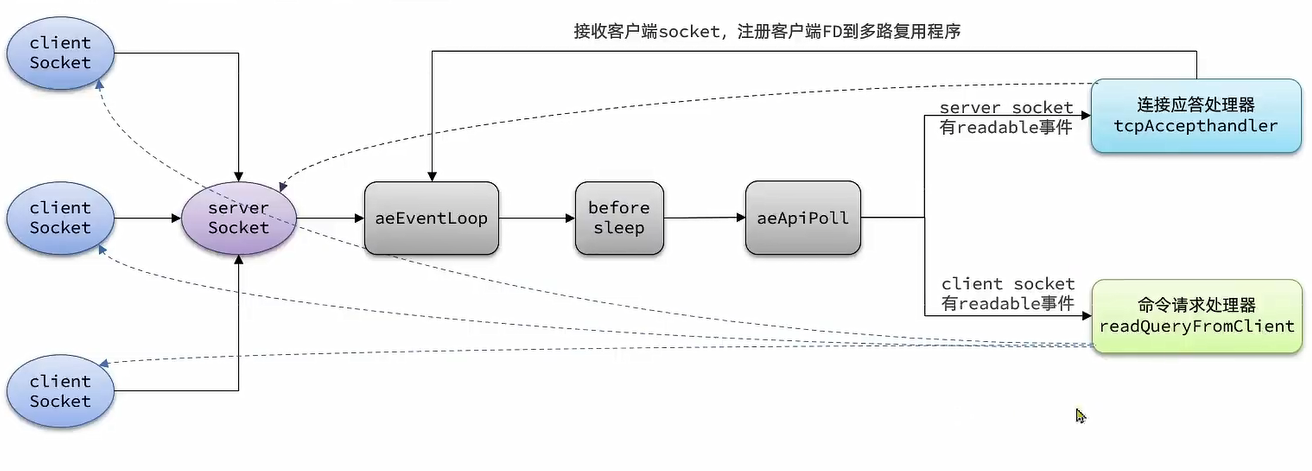 接收客户端socket，注册客户端FD到多路复用程序
client
Socket
server socket
有readable事件
连接应答处理器
tcpAccepthandler
client
Socket
server
Socket
aeEventLoop
before
sleep
aeApiPoll
client socket
有readable事件
命令请求处理器
readQueryFromClient
client
Socket